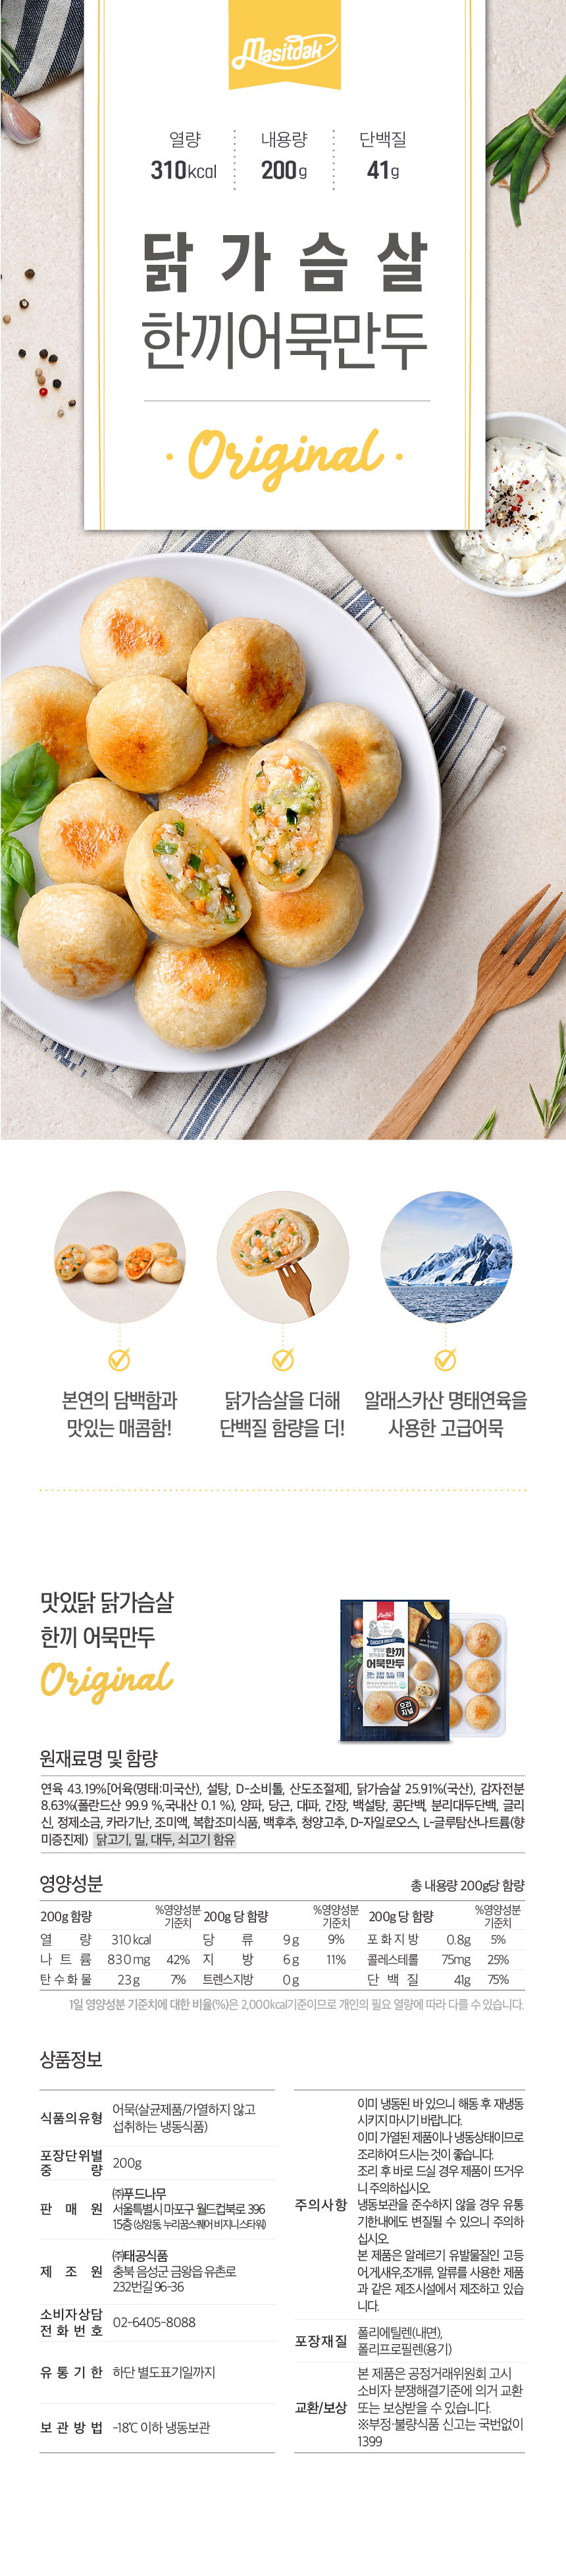 Masitdak
열량
310kcal
내용량
200g
단백질
41g
닭가슴살
한끼어묵만두
· Original ·
본연의 담백함과
맛있는 매콤함!
닭가슴살을 더해
단백질 함량을 더!
알래스카산 명태연육을
사용한 고급어묵
맛있닭 닭가슴살
한끼 어묵만두
Original
한끼
어묵만두
오리지널
원재료명 및 함량
연육 43.19%[어육(명태:미국산), 설탕, D-소비톨, 산도조절제], 닭가슴살 25.91%(국산), 감자전분
8.63%(폴란드산 99.9 %,국내산 0.1 %), 양파, 당근, 대파, 간장, 백설탕, 콩단백, 분리대두단백, 글리
신, 정제소금, 카라기난, 조미액, 복합조미식품, 백후추, 청양고추, D-자일로오스, L-글루탐산나트륨(향
미증진제) 닭고기, 밀, 대두, 쇠고기 함유
영양성분
총 내용량 200g당 함량
200g 함량 %영양성분 기준치 200g 당 함량 %영양성분 기준치 200g 당 함량 %영양성분 기준치
열 량 310 kcal 당 류 9 g 9% 포화지방 0.8g 5%
나트륨 830 mg 42% 지 방 6 g 11% 콜레스테롤 75mg 25%
탄수화물 23 g 7% 트렌스지방 0 g 단백질 41g 75%
1일 영양성분 기준치에 대한 비율(%)은 2,000kcal기준이므로 개인의 필요 열량에 따라 다를 수 있습니다.
상품정보
식품의유형 어묵(살균제품/가열하지 않고
섭취하는 냉동식품)
포장단위별
중 량 200g
판 매 원 ㈜푸드나무
서울특별시 마포구 월드컵북로 396
15층 (상암동, 누리꿈스퀘어 비지니스타워)
제 조 원 ㈜태공식품
충북 음성군 금왕읍 유촌로
232번길 96-36
소비자상담
전 화 번 호 02-6405-8088
유 통 기 한 하단 별도표기일까지
보 관 방 법 -18℃ 이하 냉동보관
주의사항
이미 냉동된 바 있으니 해동 후 재냉동
시키지 마시기 바랍니다.
이미 가열된 제품이나 냉동상태이므로
조리하여 드시는 것이 좋습니다.
조리 후 바로 드실 경우 제품이 뜨거우
니 주의하십시오.
냉동보관을 준수하지 않을 경우 유통
기한내에도 변질될 수 있으니 주의하
십시오.
본 제품은 알레르기 유발물질인 고등
어,게,새우,조개류, 알류를 사용한 제품
과 같은 제조시설에서 제조하고 있습
니다.
포장재질 폴리에틸렌(내면),
폴리프로필렌(용기)
교환/보상
본 제품은 공정거래위원회 고시
소비자 분쟁해결기준에 의거 교환
또는 보상받을 수 있습니다.
※부정·불량식품 신고는 국번없이
1399